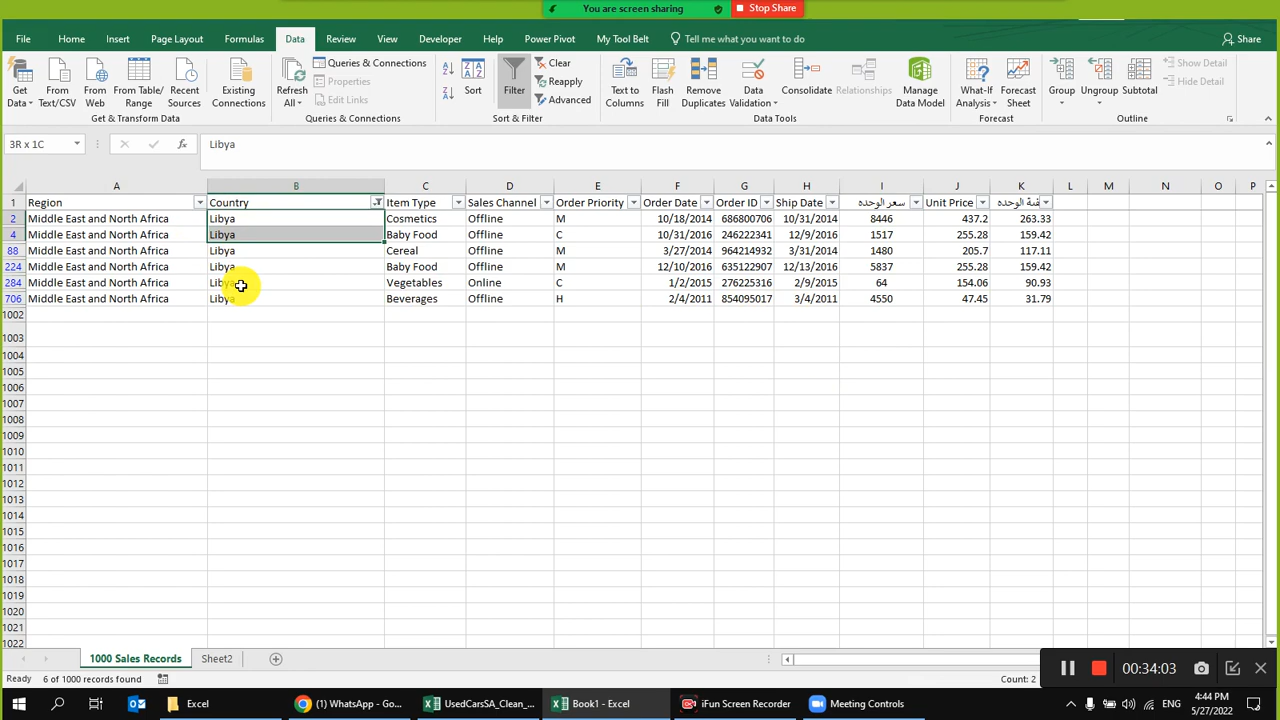 You are screen sharing Stop Share
File Home Insert Page Layout Formulas Data Review View Developer Help Power Pivot My Tool Belt Tell me what you want to do Share
Get Data From Text/CSV From Web From Table/Range Recent Sources Existing Connections
Get & Transform Data
Refresh All Queries & Connections Properties Edit Links
Queries & Connections
Sort Filter Clear Reapply Advanced
Sort & Filter
Text to Columns Flash Fill Remove Duplicates Data Validation Consolidate Relationships Manage Data Model
Data Tools
What-If Analysis Forecast Sheet
Forecast
Group Ungroup Subtotal Show Detail Hide Detail
Outline
3R x 1C Libya
A B C D E F G H I J K L M N O P
1 Region Country Item Type Sales Channel Order Priority Order Date Order ID Ship Date سعر الوحده Unit Price
2 Middle East and North Africa Libya Cosmetics Offline M 10/18/2014 686800706 10/31/2014 8446 437.2 263.33
4 Middle East and North Africa Libya Baby Food Offline C 10/31/2016 246222341 12/9/2016 1517 255.28 159.42
88 Middle East and North Africa Libya Cereal Offline M 3/27/2014 964214932 3/31/2014 1480 205.7 117.11
224 Middle East and North Africa Libya Baby Food Offline M 12/10/2016 635122907 12/13/2016 5837 255.28 159.42
284 Middle East and North Africa Libya Vegetables Online C 1/2/2015 276225316 2/9/2015 64 154.06 90.93
706 Middle East and North Africa Libya Beverages Offline H 2/4/2011 854095017 3/4/2011 4550 47.45 31.79
1002
1003
1004
1005
1006
1007
1008
1009
1010
1011
1012
1013
1014
1015
1016
1017
1018
1019
1020
1021
1022
1000 Sales Records Sheet2
Ready 6 of 1000 records found Count: 2
00:34:03
Excel (1) WhatsApp - Go... UsedCarsSA_Clean_... Book1 - Excel iFun Screen Recorder Meeting Controls ENG 4:44 PM
5/27/2022